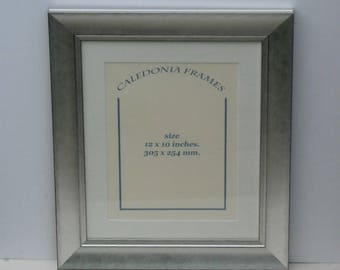 CALEDONIA FRAMES
size
12 x 10 inches.
305 x 254 mm.